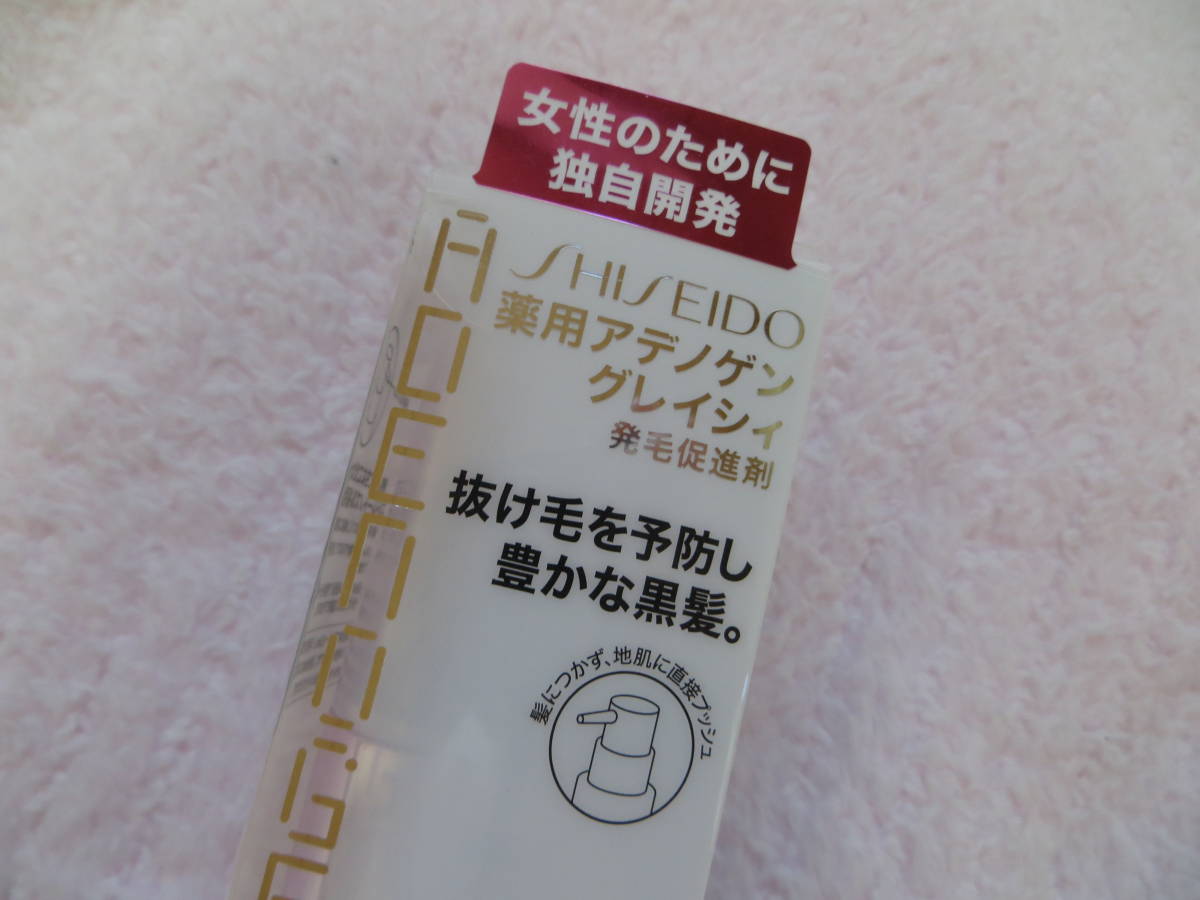 女性のために
独自開発
SHISEIDO
薬用アデノゲン
グレイシィ
発毛促進剤
抜け毛を予防し
豊かな黒髪。
髪につかず、地肌に直接プッシュ
ADENOG